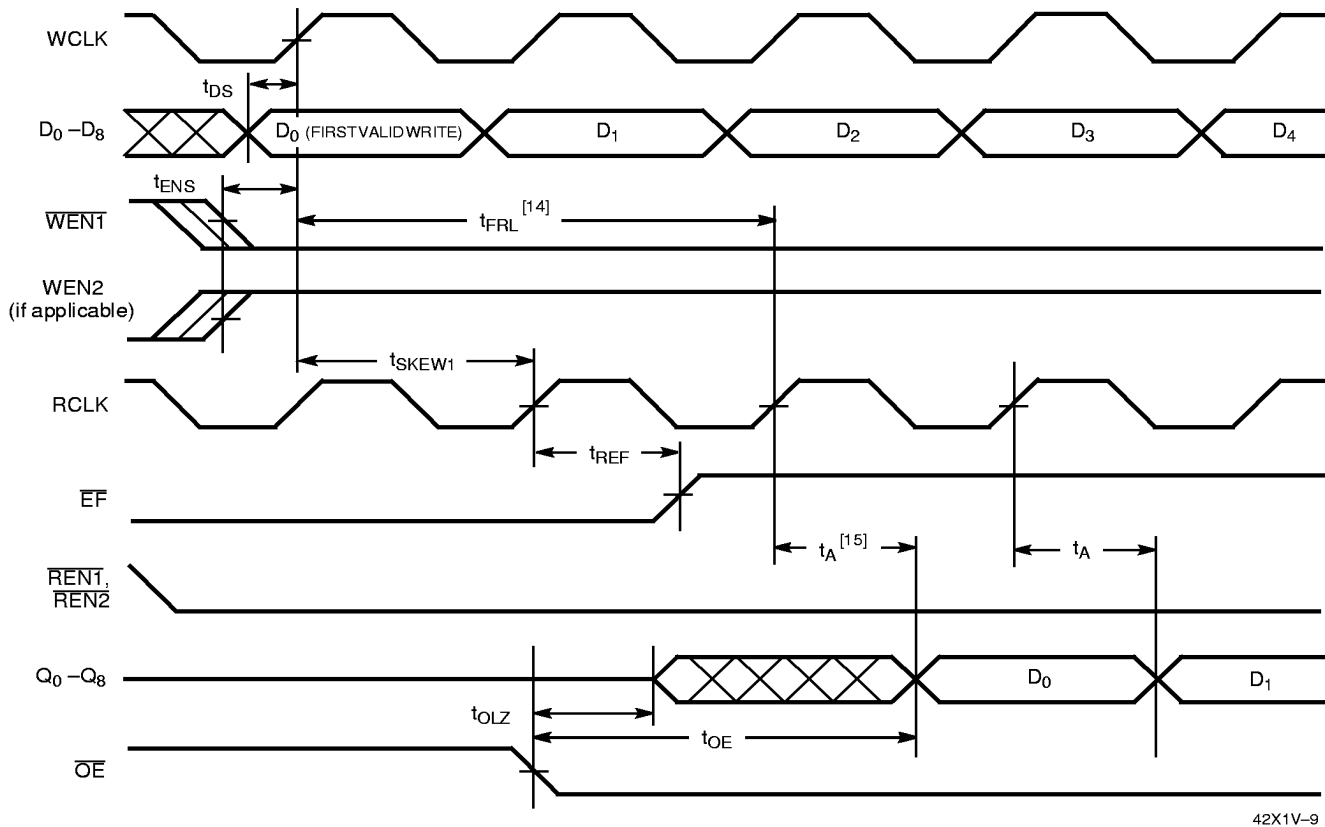 WCLK
tDS
D0 –D8
D0 (FIRST VALID WRITE)
D1
D2
D3
D4
tENS
WEN1
tFRL [14]
WEN2
(if applicable)
tSKEW1
RCLK
tREF
EF
tA [15]
tA
REN1,
REN2
Q0 –Q8
D0
D1
tOLZ
tOE
OE
42X1V–9